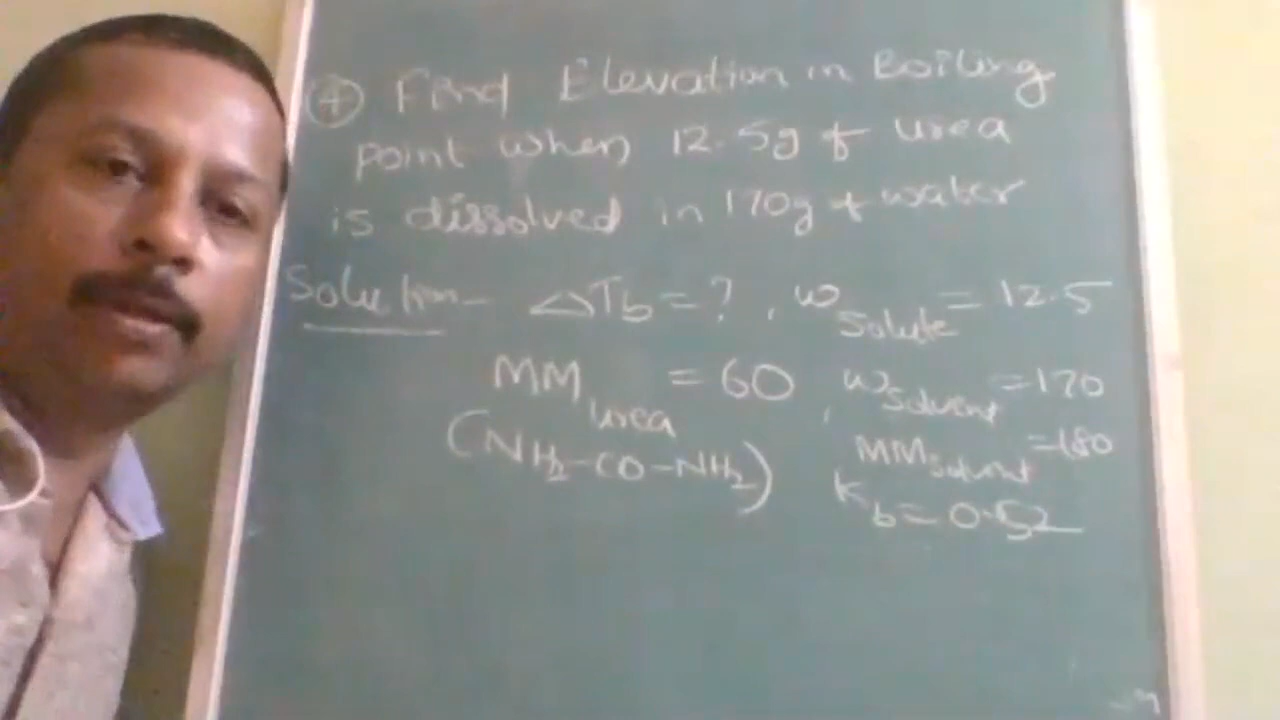 ④ Find Elevation in Boiling
point when 12.5g of urea
is dissolved in 170g of water
Solution- ΔTb = ? , w solute = 12.5
MM urea = 60 , w solvent = 170
(NH₂-CO-NH₂) MM solvent = 180
Kb = 0.52